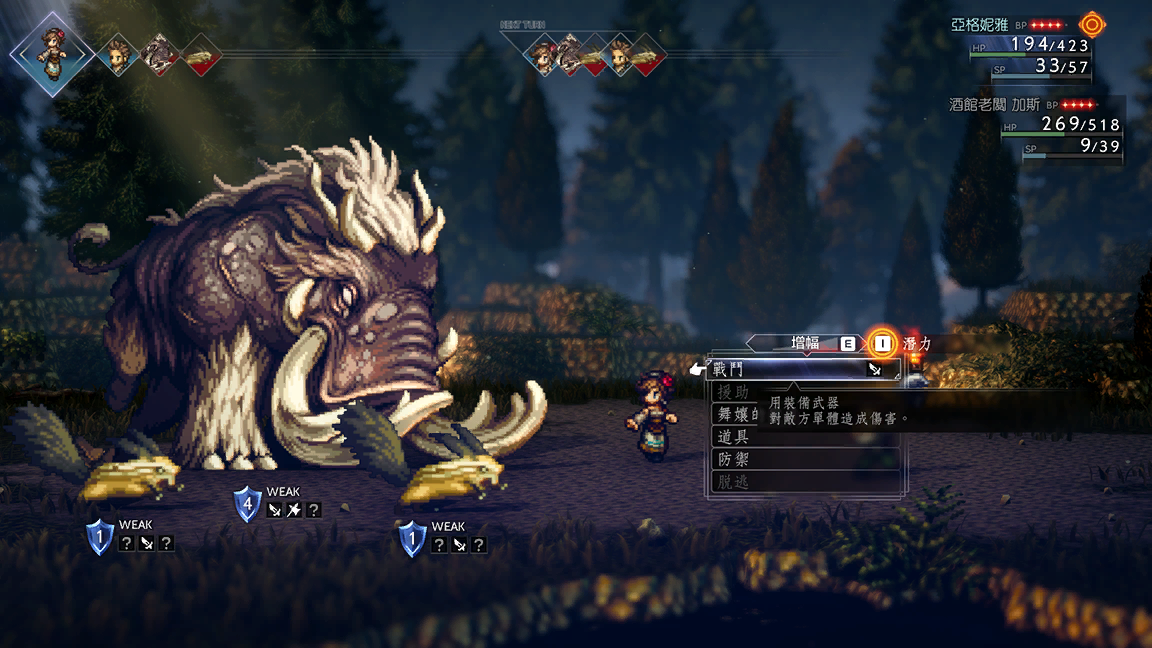 NEXT TURN
亞格妮雅 BP
HP 194/423
SP 33/57
酒館老闆 加斯 BP
HP 269/518
SP 9/39
增幅 E I 潛力
戰鬥
援助
舞孃的
道具
防禦
脫逃
用裝備武器
對敵方單體造成傷害。
4 WEAK
?
1 WEAK
? ?
1 WEAK
? ?